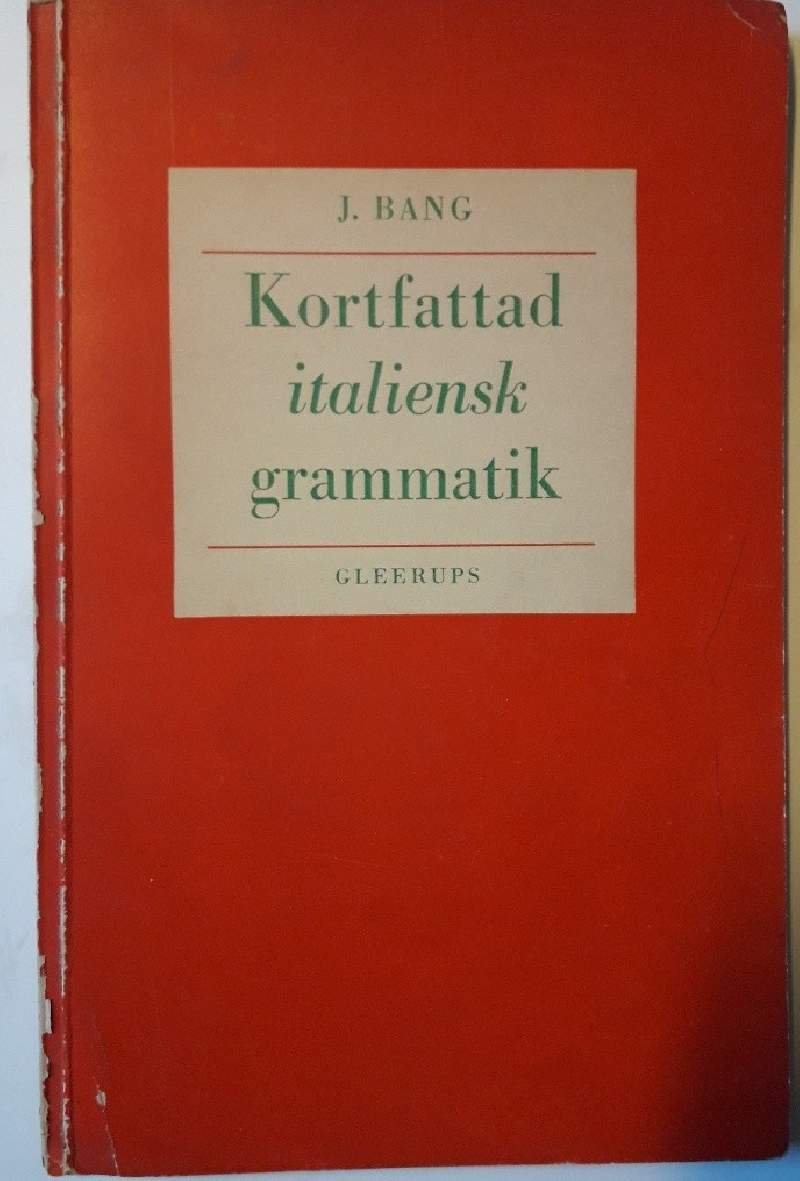 J. BANG
Kortfattad
italiensk
grammatik
GLEERUPS